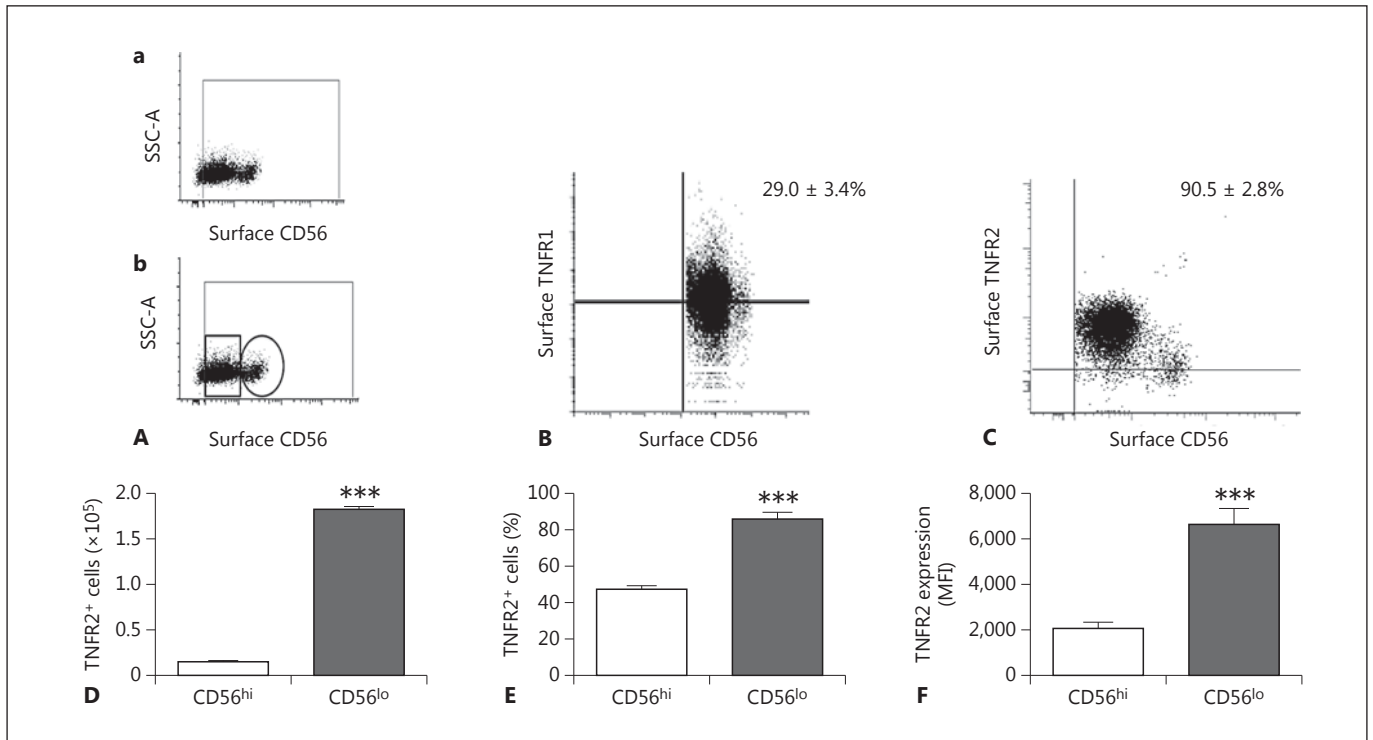 a
SSC-A
Surface CD56
b
SSC-A
A
Surface CD56
29.0 ± 3.4%
Surface TNFR1
B
Surface CD56
90.5 ± 2.8%
Surface TNFR2
C
Surface CD56
TNFR2⁺ cells (×10⁵)
2.0
1.5
1.0
0.5
0
***
D
CD56ʰⁱ
CD56ˡᵒ
TNFR2⁺ cells (%)
100
80
60
40
20
0
***
E
CD56ʰⁱ
CD56ˡᵒ
TNFR2 expression
(MFI)
8,000
6,000
4,000
2,000
0
***
F
CD56ʰⁱ
CD56ˡᵒ